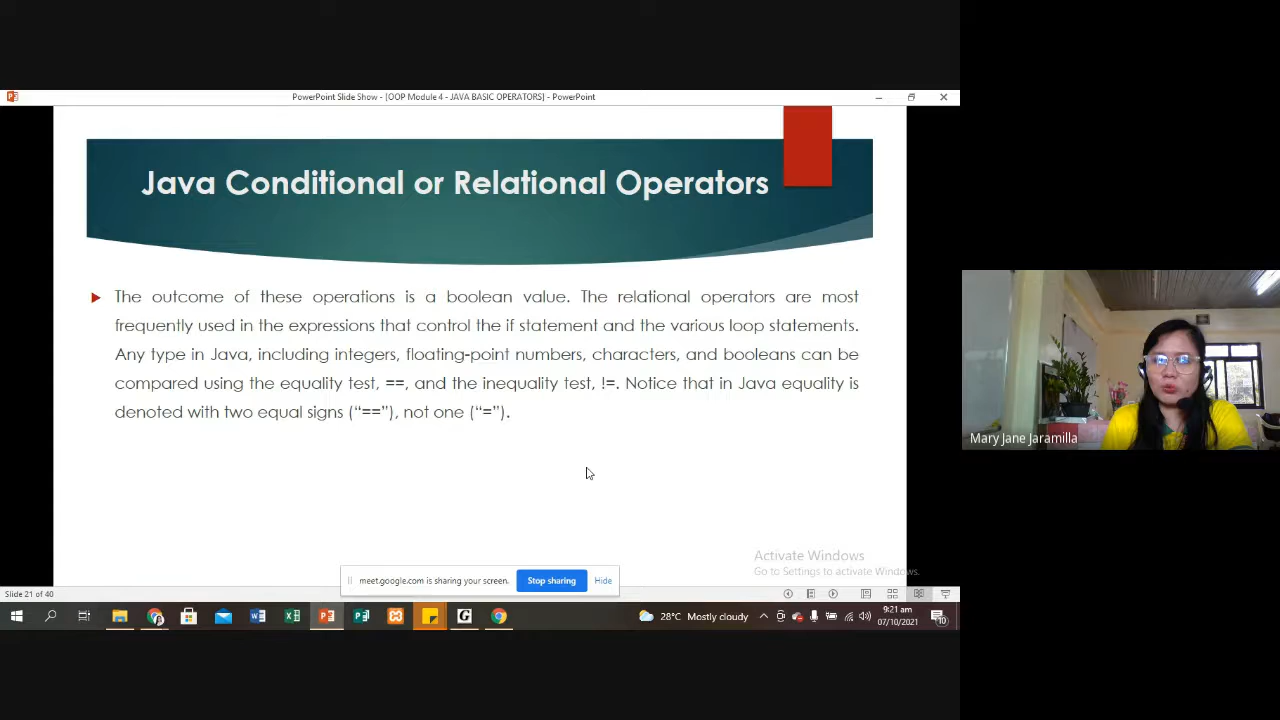 PowerPoint Slide Show - [OOP Module 4 - JAVA BASIC OPERATORS] - PowerPoint
Java Conditional or Relational Operators
The outcome of these operations is a boolean value. The relational operators are most
frequently used in the expressions that control the if statement and the various loop statements.
Any type in Java, including integers, floating-point numbers, characters, and booleans can be
compared using the equality test, ==, and the inequality test, !=. Notice that in Java equality is
denoted with two equal signs (“==”), not one (“=”).
Mary Jane Jaramilla
Activate Windows
Go to Settings to activate Windows.
meet.google.com is sharing your screen.
Stop sharing
Hide
Slide 21 of 40
28°C Mostly cloudy
9:21 am
07/10/2021
10